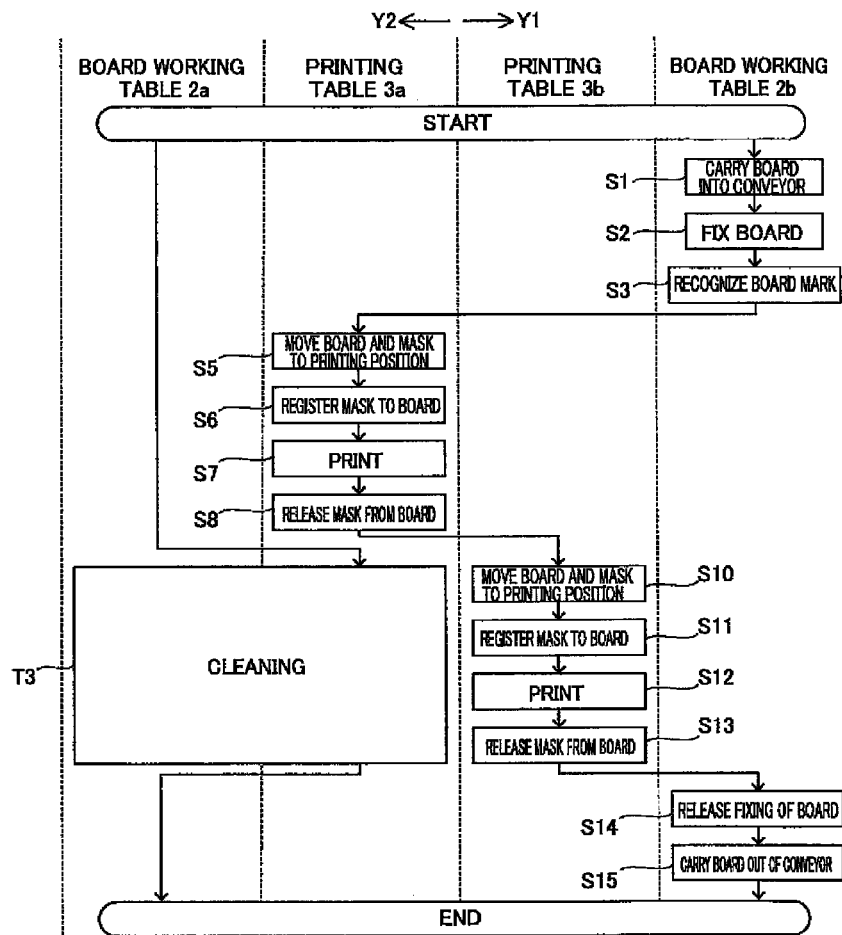 Y2 Y1
BOARD WORKING
TABLE 2a
PRINTING
TABLE 3a
PRINTING
TABLE 3b
BOARD WORKING
TABLE 2b
START
S1
CARRY BOARD
INTO CONVEYOR
S2
FIX BOARD
S3
RECOGNIZE BOARD MARK
S5
MOVE BOARD AND MASK
TO PRINTING POSITION
S6
REGISTER MASK TO BOARD
S7
PRINT
S8
RELEASE MASK FROM BOARD
MOVE BOARD AND MASK
TO PRINTING POSITION
S10
REGISTER MASK TO BOARD
S11
T3
CLEANING
PRINT
S12
RELEASE MASK FROM BOARD
S13
S14
RELEASE FIXING OF BOARD
S15
CARRY BOARD OUT OF CONVEYOR
END